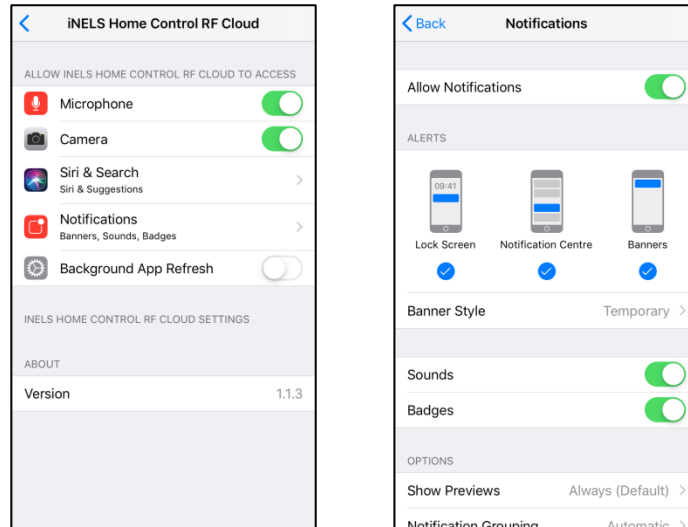 iNELS Home Control RF Cloud
ALLOW INELS HOME CONTROL RF CLOUD TO ACCESS
Microphone
Camera
Siri & Search
Siri & Suggestions
Notifications
Banners, Sounds, Badges
Background App Refresh
INELS HOME CONTROL RF CLOUD SETTINGS
ABOUT
Version 1.1.3
Back Notifications
Allow Notifications
ALERTS
09:41
Lock Screen Notification Centre Banners
Banner Style Temporary
Sounds
Badges
OPTIONS
Show Previews Always (Default)
Notification Grouping Automatic